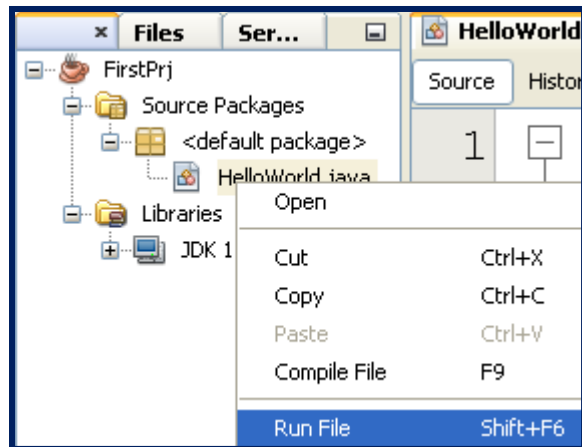 × Files Ser...
HelloWorld
FirstPrj
Source Histor
Source Packages
<default package>
1
HelloWorld.java
Libraries
Open
JDK 1
Cut Ctrl+X
Copy Ctrl+C
Paste Ctrl+V
Compile File F9
Run File Shift+F6